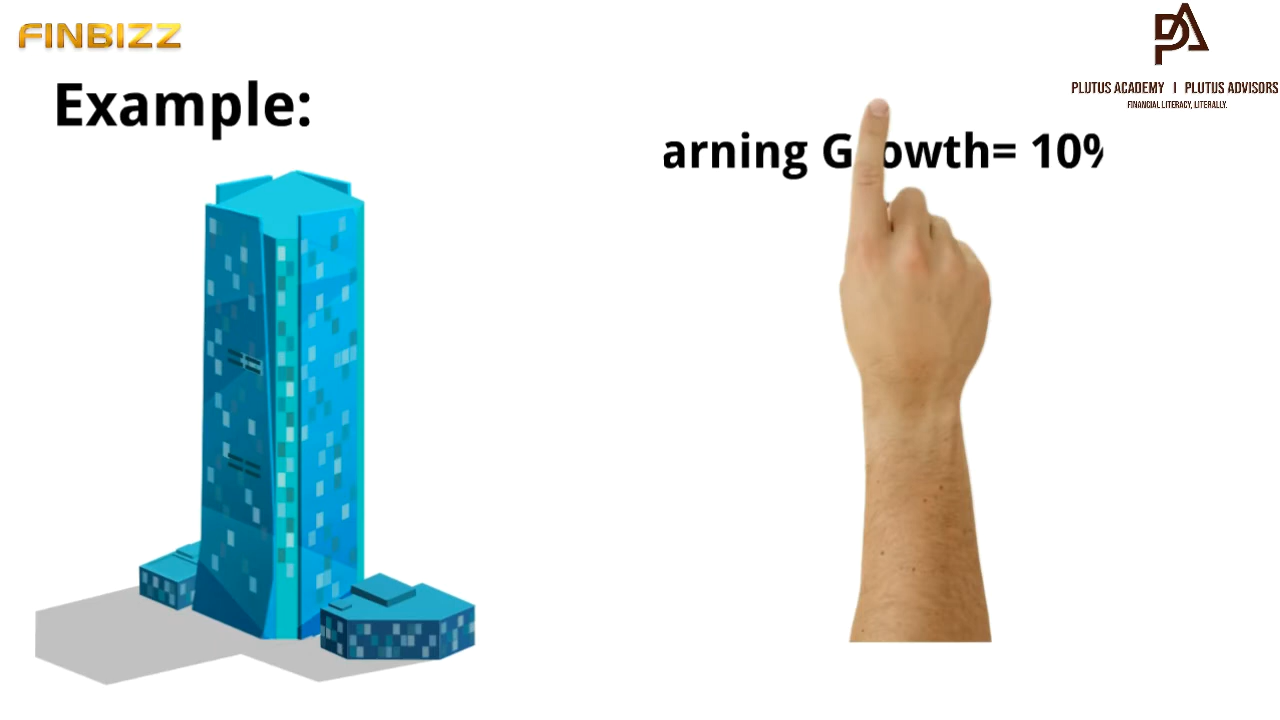 FINBIZZ
PLUTUS ACADEMY | PLUTUS ADVISORS
FINANCIAL LITERACY, LITERALLY.
Example:
arning G owth= 10%